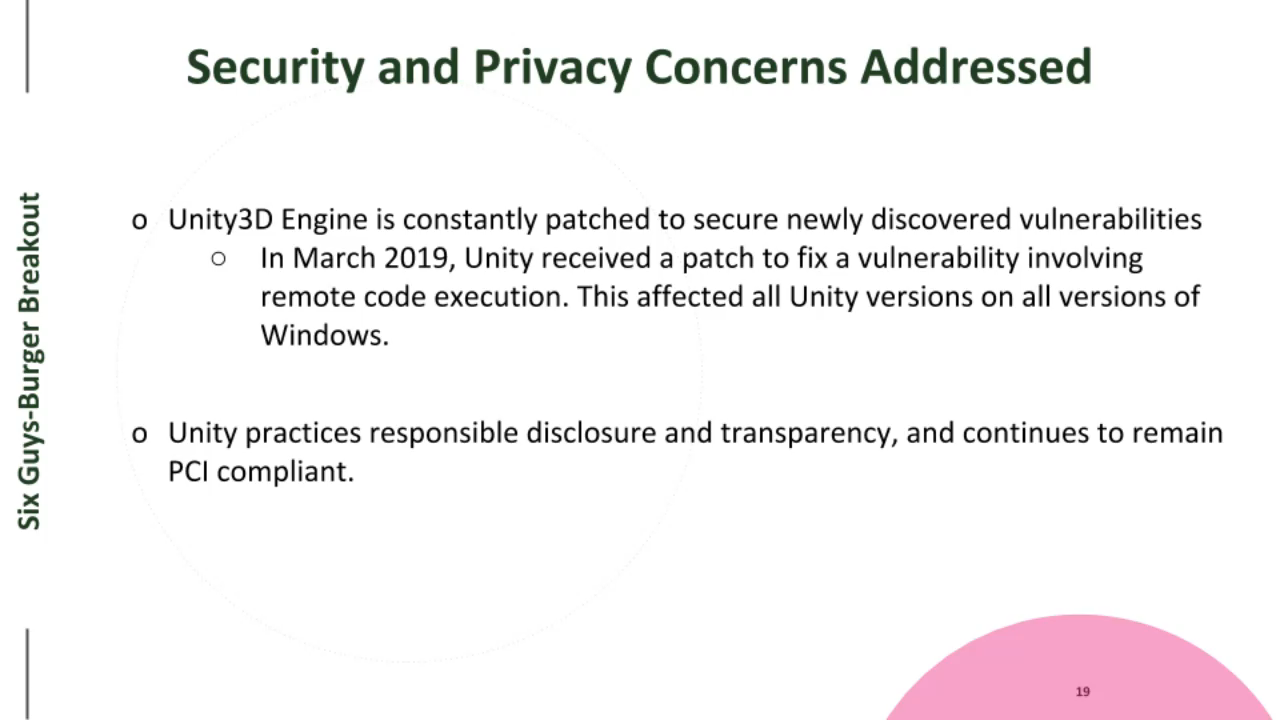 Security and Privacy Concerns Addressed
Six Guys-Burger Breakout
o Unity3D Engine is constantly patched to secure newly discovered vulnerabilities
○ In March 2019, Unity received a patch to fix a vulnerability involving
remote code execution. This affected all Unity versions on all versions of
Windows.
o Unity practices responsible disclosure and transparency, and continues to remain
PCI compliant.
19